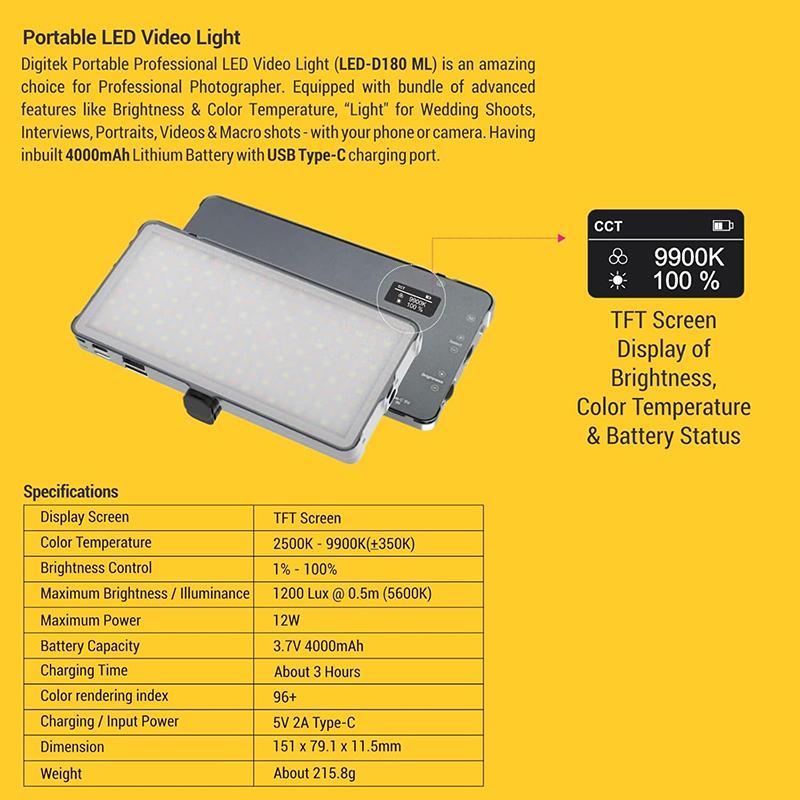 Portable LED Video Light
Digitek Portable Professional LED Video Light (LED-D180 ML) is an amazing
choice for Professional Photographer. Equipped with bundle of advanced
features like Brightness & Color Temperature, “Light" for Wedding Shoots,
Interviews, Portraits, Videos & Macro shots - with your phone or camera. Having
inbuilt 4000mAh Lithium Battery with USB Type-C charging port.
CCT
9900K
100 %
CCT
9900K
100 %
Brightness
TFT Screen
Display of
Brightness,
Color Temperature
& Battery Status
Specifications
Display Screen TFT Screen
Color Temperature 2500K - 9900K(±350K)
Brightness Control 1% - 100%
Maximum Brightness / Illuminance 1200 Lux @ 0.5m (5600K)
Maximum Power 12W
Battery Capacity 3.7V 4000mAh
Charging Time About 3 Hours
Color rendering index 96+
Charging / Input Power 5V 2A Type-C
Dimension 151 x 79.1 x 11.5mm
Weight About 215.8g